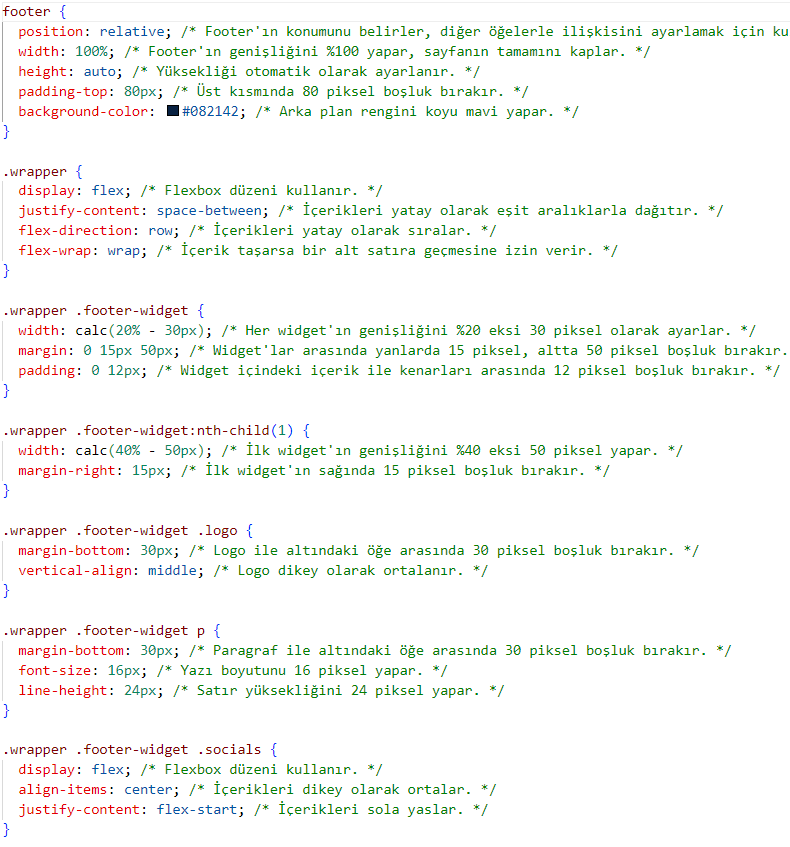 footer {
position: relative; /* Footer'ın konumunu belirler, diğer öğelerle ilişkisini ayarlamak için
width: 100%; /* Footer'ın genişliğini %100 yapar, sayfanın tamamını kaplar. */
height: auto; /* Yüksekliği otomatik olarak ayarlanır. */
padding-top: 80px; /* Üst kısmında 80 piksel boşluk bırakır. */
background-color: #082142; /* Arka plan rengini koyu mavi yapar. */
}
.wrapper {
display: flex; /* Flexbox düzeni kullanır. */
justify-content: space-between; /* İçerikleri yatay olarak eşit aralıklarla dağıtır. */
flex-direction: row; /* İçerikleri yatay olarak sıralar. */
flex-wrap: wrap; /* İçerik taşarsa bir alt satıra geçmesine izin verir. */
}
.wrapper .footer-widget {
width: calc(20% - 30px); /* Her widget'ın genişliğini %20 eksi 30 piksel olarak ayarlar. */
margin: 0 15px 50px; /* Widget'lar arasında yanlarda 15 piksel, altta 50 piksel boşluk bırakır.
padding: 0 12px; /* Widget içindeki içerik ile kenarları arasında 12 piksel boşluk bırakır. */
}
.wrapper .footer-widget:nth-child(1) {
width: calc(40% - 50px); /* İlk widget'ın genişliğini %40 eksi 50 piksel yapar. */
margin-right: 15px; /* İlk widget'ın sağında 15 piksel boşluk bırakır. */
}
.wrapper .footer-widget .logo {
margin-bottom: 30px; /* Logo ile altındaki öğe arasında 30 piksel boşluk bırakır. */
vertical-align: middle; /* Logo dikey olarak ortalanır. */
}
.wrapper .footer-widget p {
margin-bottom: 30px; /* Paragraf ile altındaki öğe arasında 30 piksel boşluk bırakır. */
font-size: 16px; /* Yazı boyutunu 16 piksel yapar. */
line-height: 24px; /* Satır yüksekliğini 24 piksel yapar. */
}
.wrapper .footer-widget .socials {
display: flex; /* Flexbox düzeni kullanır. */
align-items: center; /* İçerikleri dikey olarak ortalar. */
justify-content: flex-start; /* İçerikleri sola yaslar. */
}